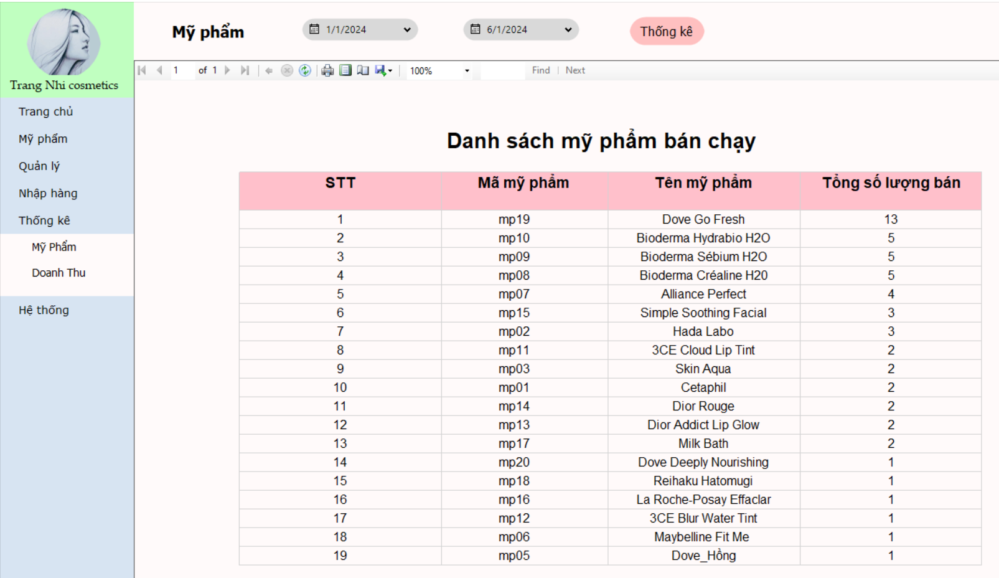 Trang Nhi cosmetics
Trang chủ
Mỹ phẩm
Quản lý
Nhập hàng
Thống kê
Mỹ Phẩm
Doanh Thu
Hệ thống
Mỹ phẩm 1/1/2024 6/1/2024 Thống kê
1 of 1 100% Find | Next
Danh sách mỹ phẩm bán chạy
STT Mã mỹ phẩm Tên mỹ phẩm Tổng số lượng bán
1 mp19 Dove Go Fresh 13
2 mp10 Bioderma Hydrabio H2O 5
3 mp09 Bioderma Sébium H2O 5
4 mp08 Bioderma Créaline H20 5
5 mp07 Alliance Perfect 4
6 mp15 Simple Soothing Facial 3
7 mp02 Hada Labo 3
8 mp11 3CE Cloud Lip Tint 2
9 mp03 Skin Aqua 2
10 mp01 Cetaphil 2
11 mp14 Dior Rouge 2
12 mp13 Dior Addict Lip Glow 2
13 mp17 Milk Bath 2
14 mp20 Dove Deeply Nourishing 1
15 mp18 Reihaku Hatomugi 1
16 mp16 La Roche-Posay Effaclar 1
17 mp12 3CE Blur Water Tint 1
18 mp06 Maybelline Fit Me 1
19 mp05 Dove_Hồng 1